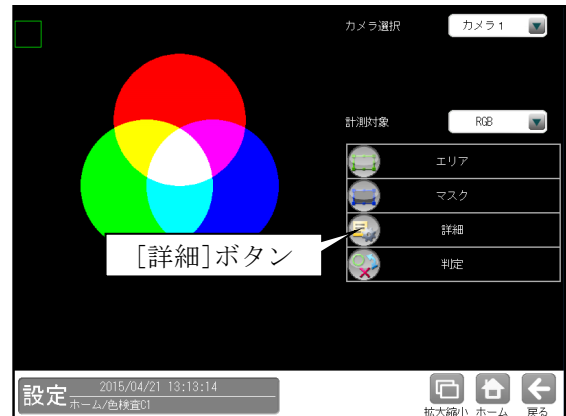 カメラ選択
カメラ1
計測対象
RGB
エリア
マスク
詳細
[詳細]ボタン
判定
設定
2015/04/21 13:13:14
ホーム/色検査C1
拡大縮小
ホーム
戻る